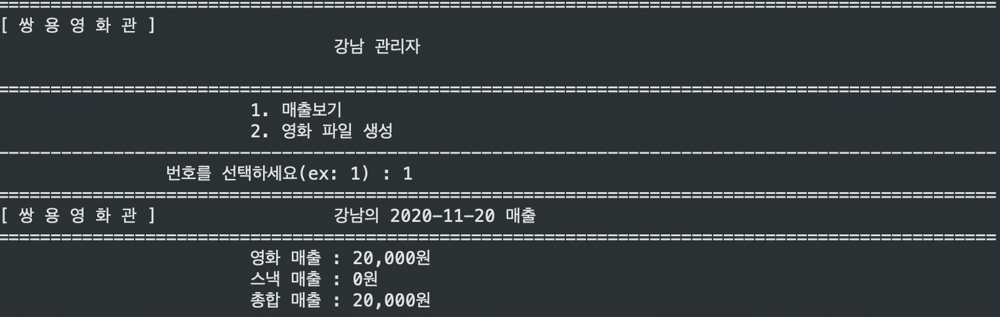 [ 쌍 용 영 화 관 ]
강남 관리자
1. 매출보기
2. 영화 파일 생성
번호를 선택하세요(ex: 1) : 1
[ 쌍 용 영 화 관 ] 강남의 2020-11-20 매출
영화 매출 : 20,000원
스낵 매출 : 0원
총합 매출 : 20,000원